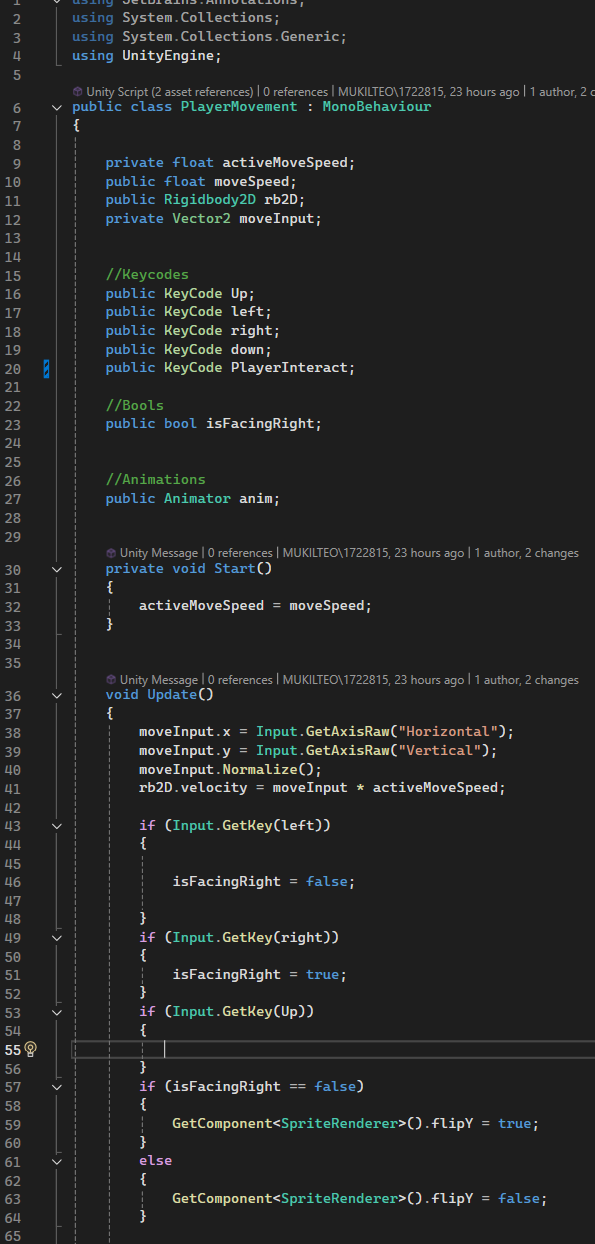 1 using JetBrains.Annotations;
2 using System.Collections;
3 using System.Collections.Generic;
4 using UnityEngine;
5
Unity Script (2 asset references) | 0 references | MUKILTEO\1722815, 23 hours ago | 1 author, 2 c
6 public class PlayerMovement : MonoBehaviour
7 {
8
9 private float activeMoveSpeed;
10 public float moveSpeed;
11 public Rigidbody2D rb2D;
12 private Vector2 moveInput;
13
14
15 //Keycodes
16 public KeyCode Up;
17 public KeyCode left;
18 public KeyCode right;
19 public KeyCode down;
20 public KeyCode PlayerInteract;
21
22 //Bools
23 public bool isFacingRight;
24
25
26 //Animations
27 public Animator anim;
28
29
Unity Message | 0 references | MUKILTEO\1722815, 23 hours ago | 1 author, 2 changes
30 private void Start()
31 {
32 activeMoveSpeed = moveSpeed;
33 }
34
35
Unity Message | 0 references | MUKILTEO\1722815, 23 hours ago | 1 author, 2 changes
36 void Update()
37 {
38 moveInput.x = Input.GetAxisRaw("Horizontal");
39 moveInput.y = Input.GetAxisRaw("Vertical");
40 moveInput.Normalize();
41 rb2D.velocity = moveInput * activeMoveSpeed;
42
43 if (Input.GetKey(left))
44 {
45
46 isFacingRight = false;
47
48 }
49 if (Input.GetKey(right))
50 {
51 isFacingRight = true;
52 }
53 if (Input.GetKey(Up))
54 {
55
56 }
57 if (isFacingRight == false)
58 {
59 GetComponent<SpriteRenderer>().flipY = true;
60 }
61 else
62 {
63 GetComponent<SpriteRenderer>().flipY = false;
64 }
65